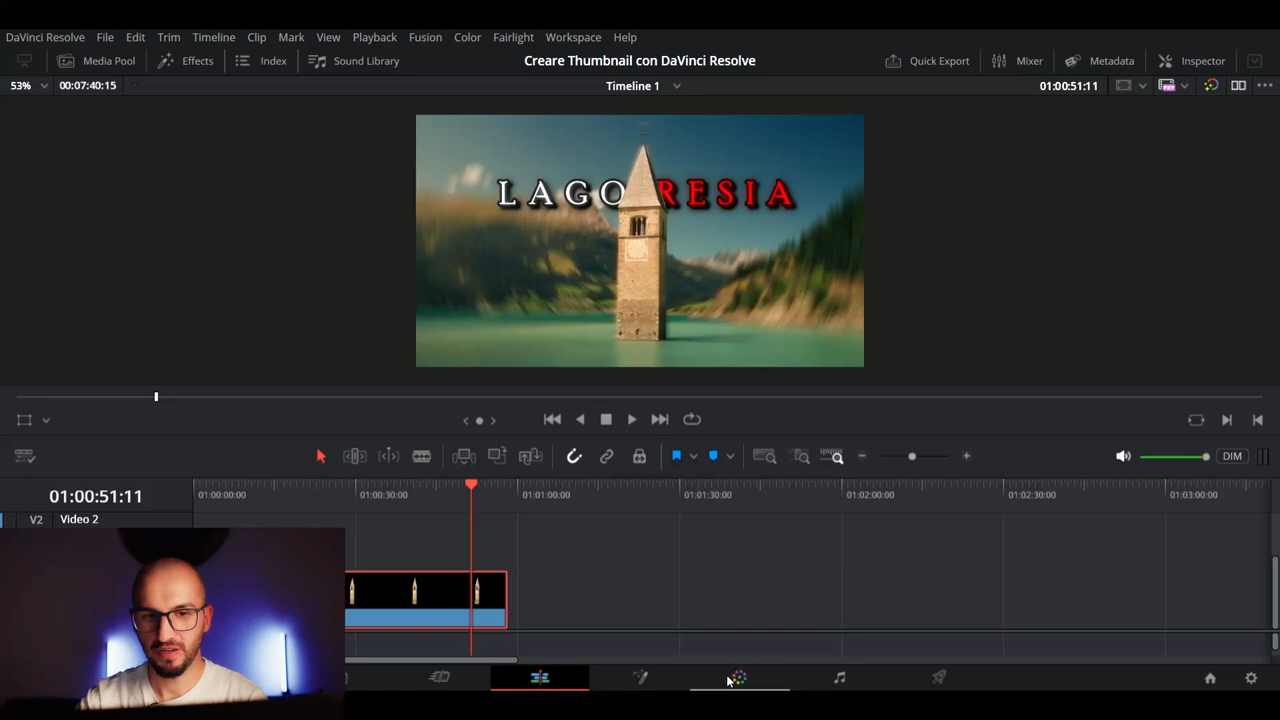 DaVinci Resolve File Edit Trim Timeline Clip Mark View Playback Fusion Color Fairlight Workspace Help
Media Pool Effects Index Sound Library Creare Thumbnail con DaVinci Resolve Quick Export Mixer Metadata Inspector
53% 00:07:40:15 Timeline 1 01:00:51:11
LAGO RESIA
DIM
01:00:51:11 01:00:00:00 01:00:30:00 01:01:00:00 01:01:30:00 01:02:00:00 01:02:30:00 01:03:00:00
V2 Video 2